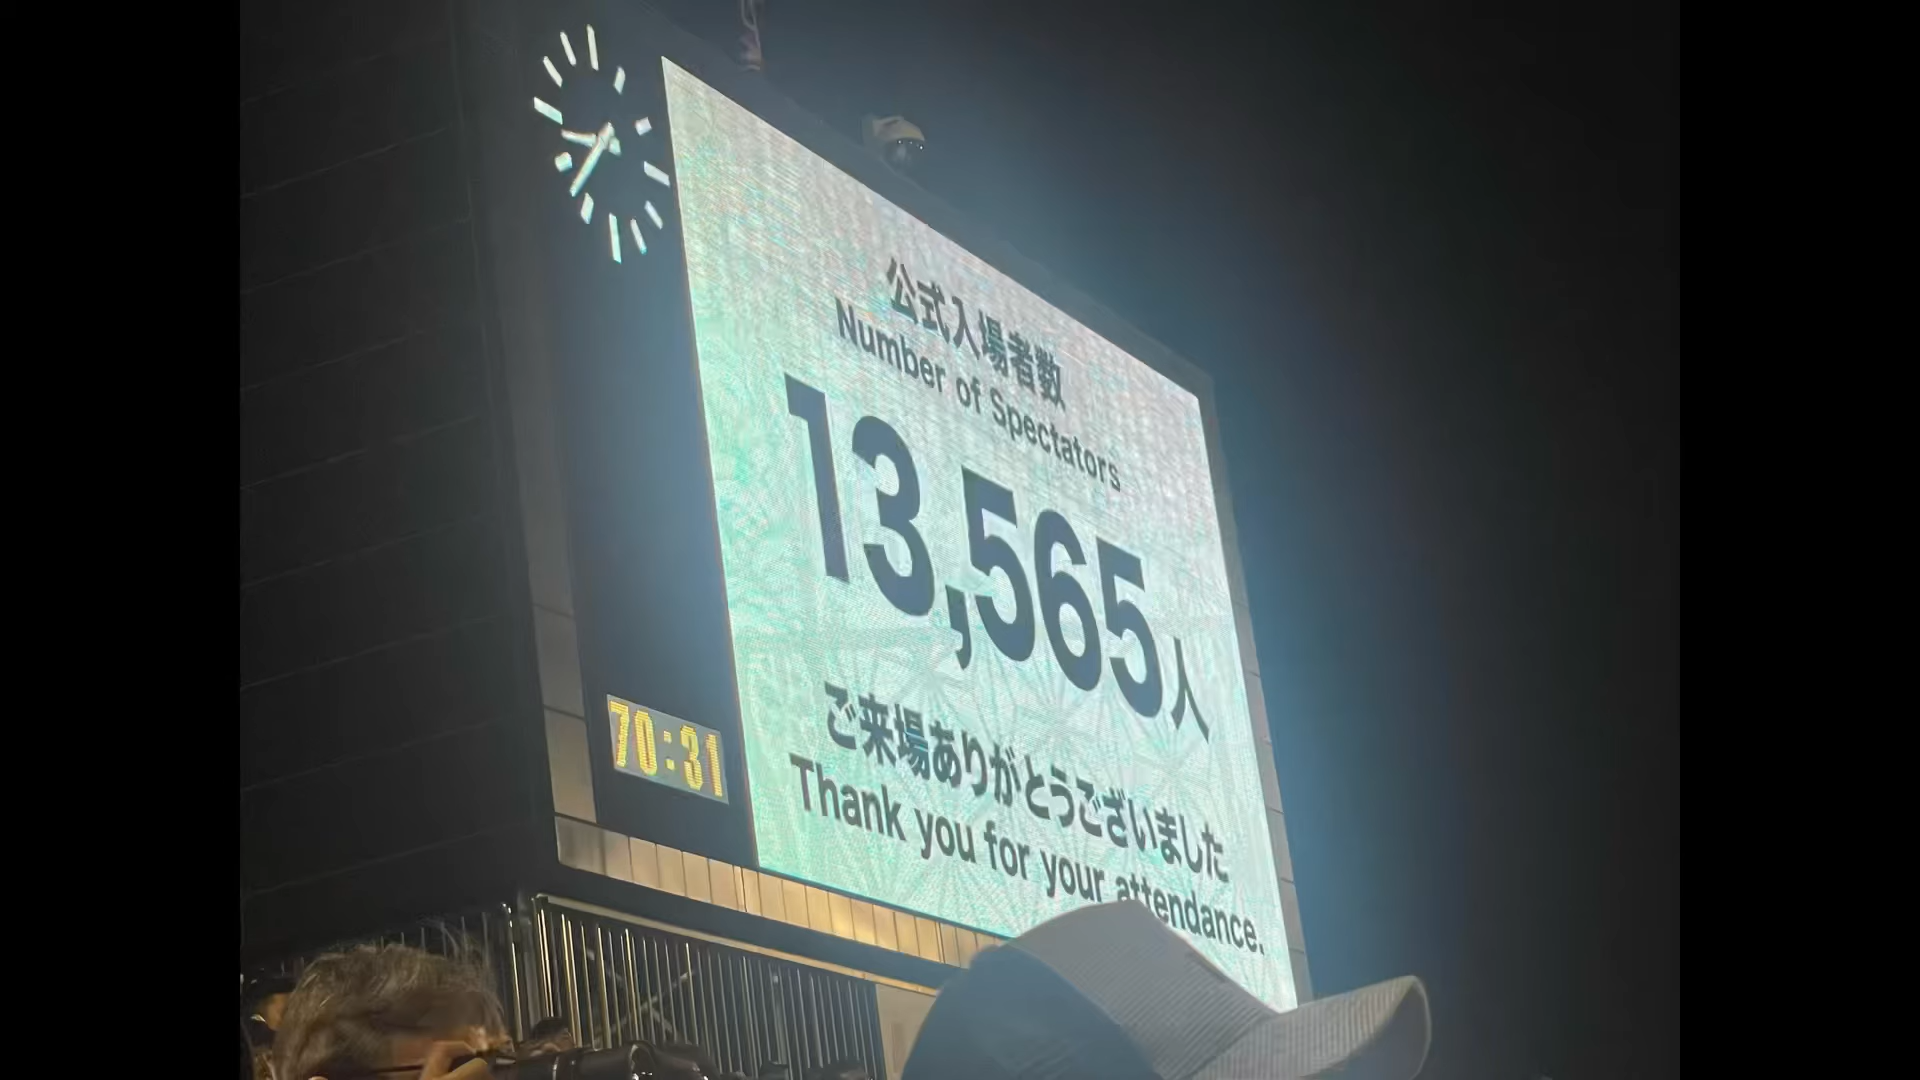 公式入場者数
Number of Spectators
13,565人
ご来場ありがとうございました
Thank you for your attendance.
70:31